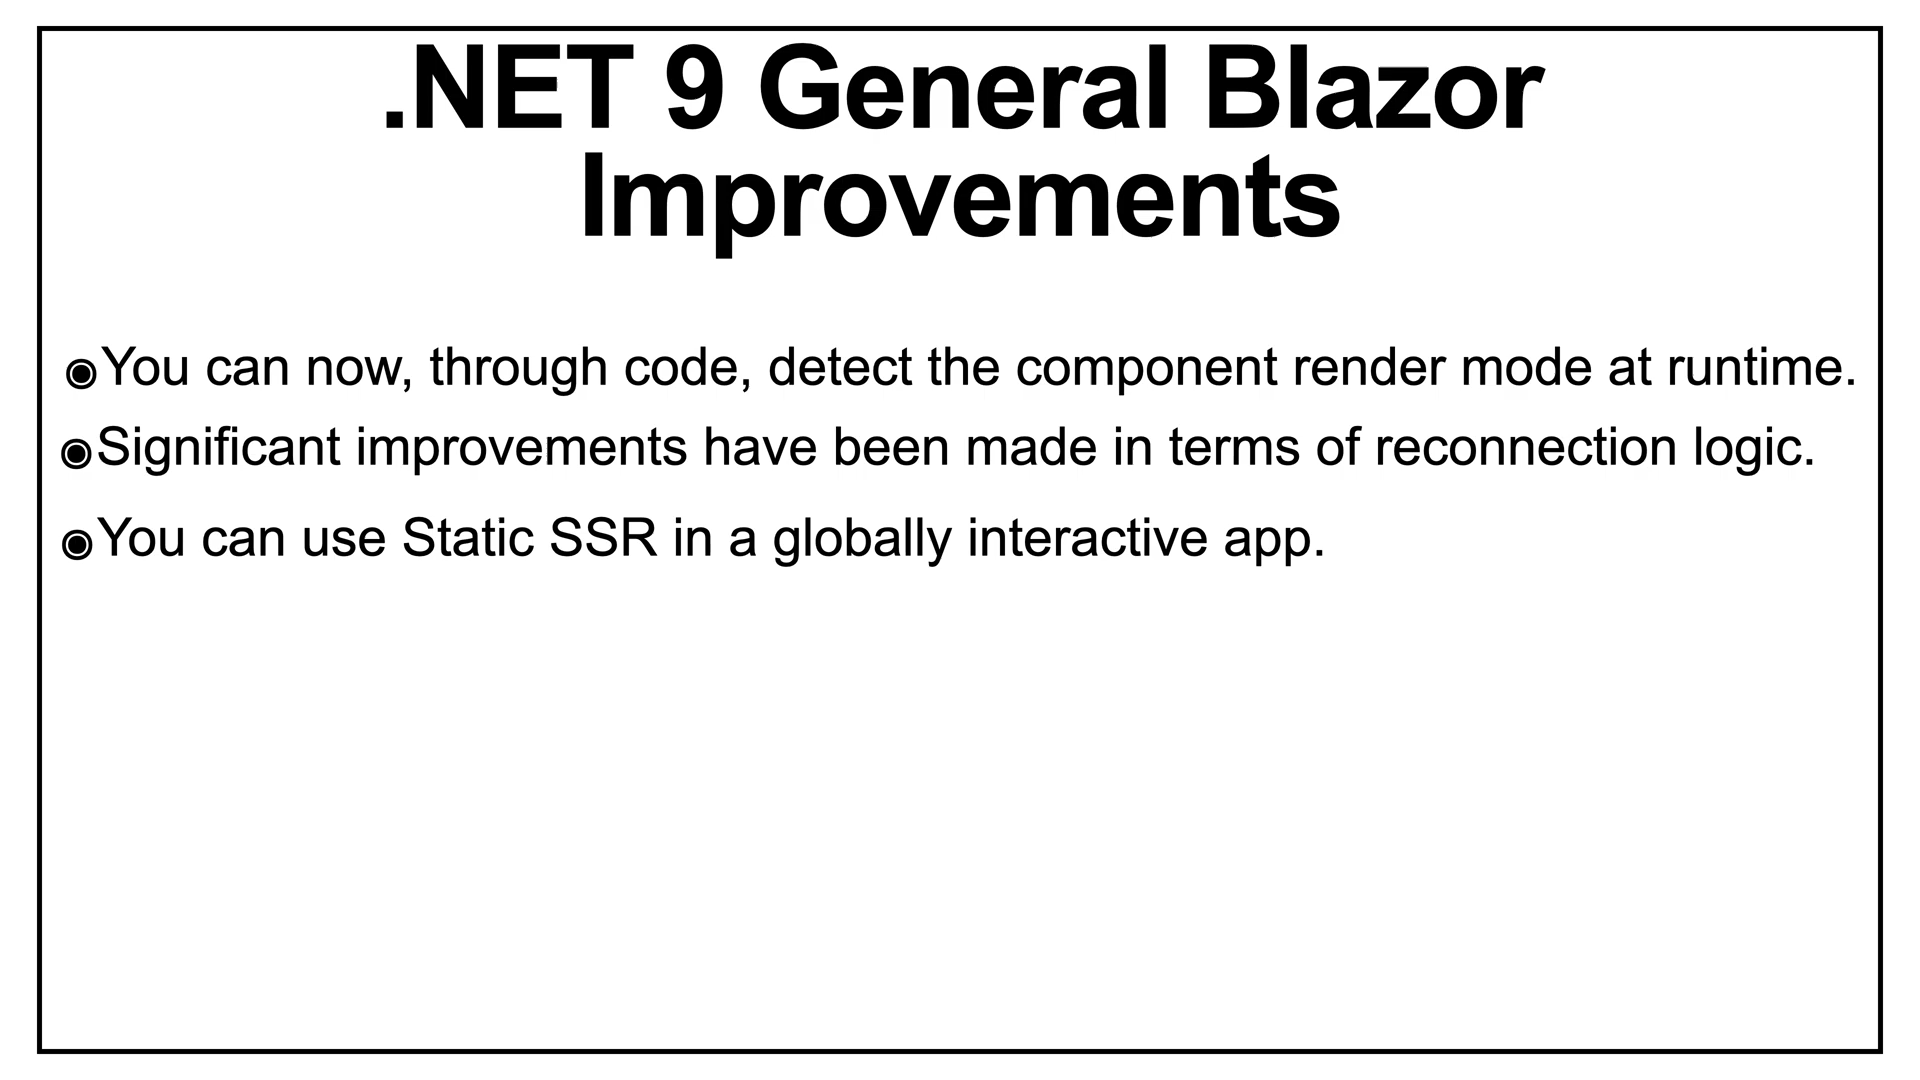 .NET 9 General Blazor
Improvements
◉You can now, through code, detect the component render mode at runtime.
◉Significant improvements have been made in terms of reconnection logic.
◉You can use Static SSR in a globally interactive app.